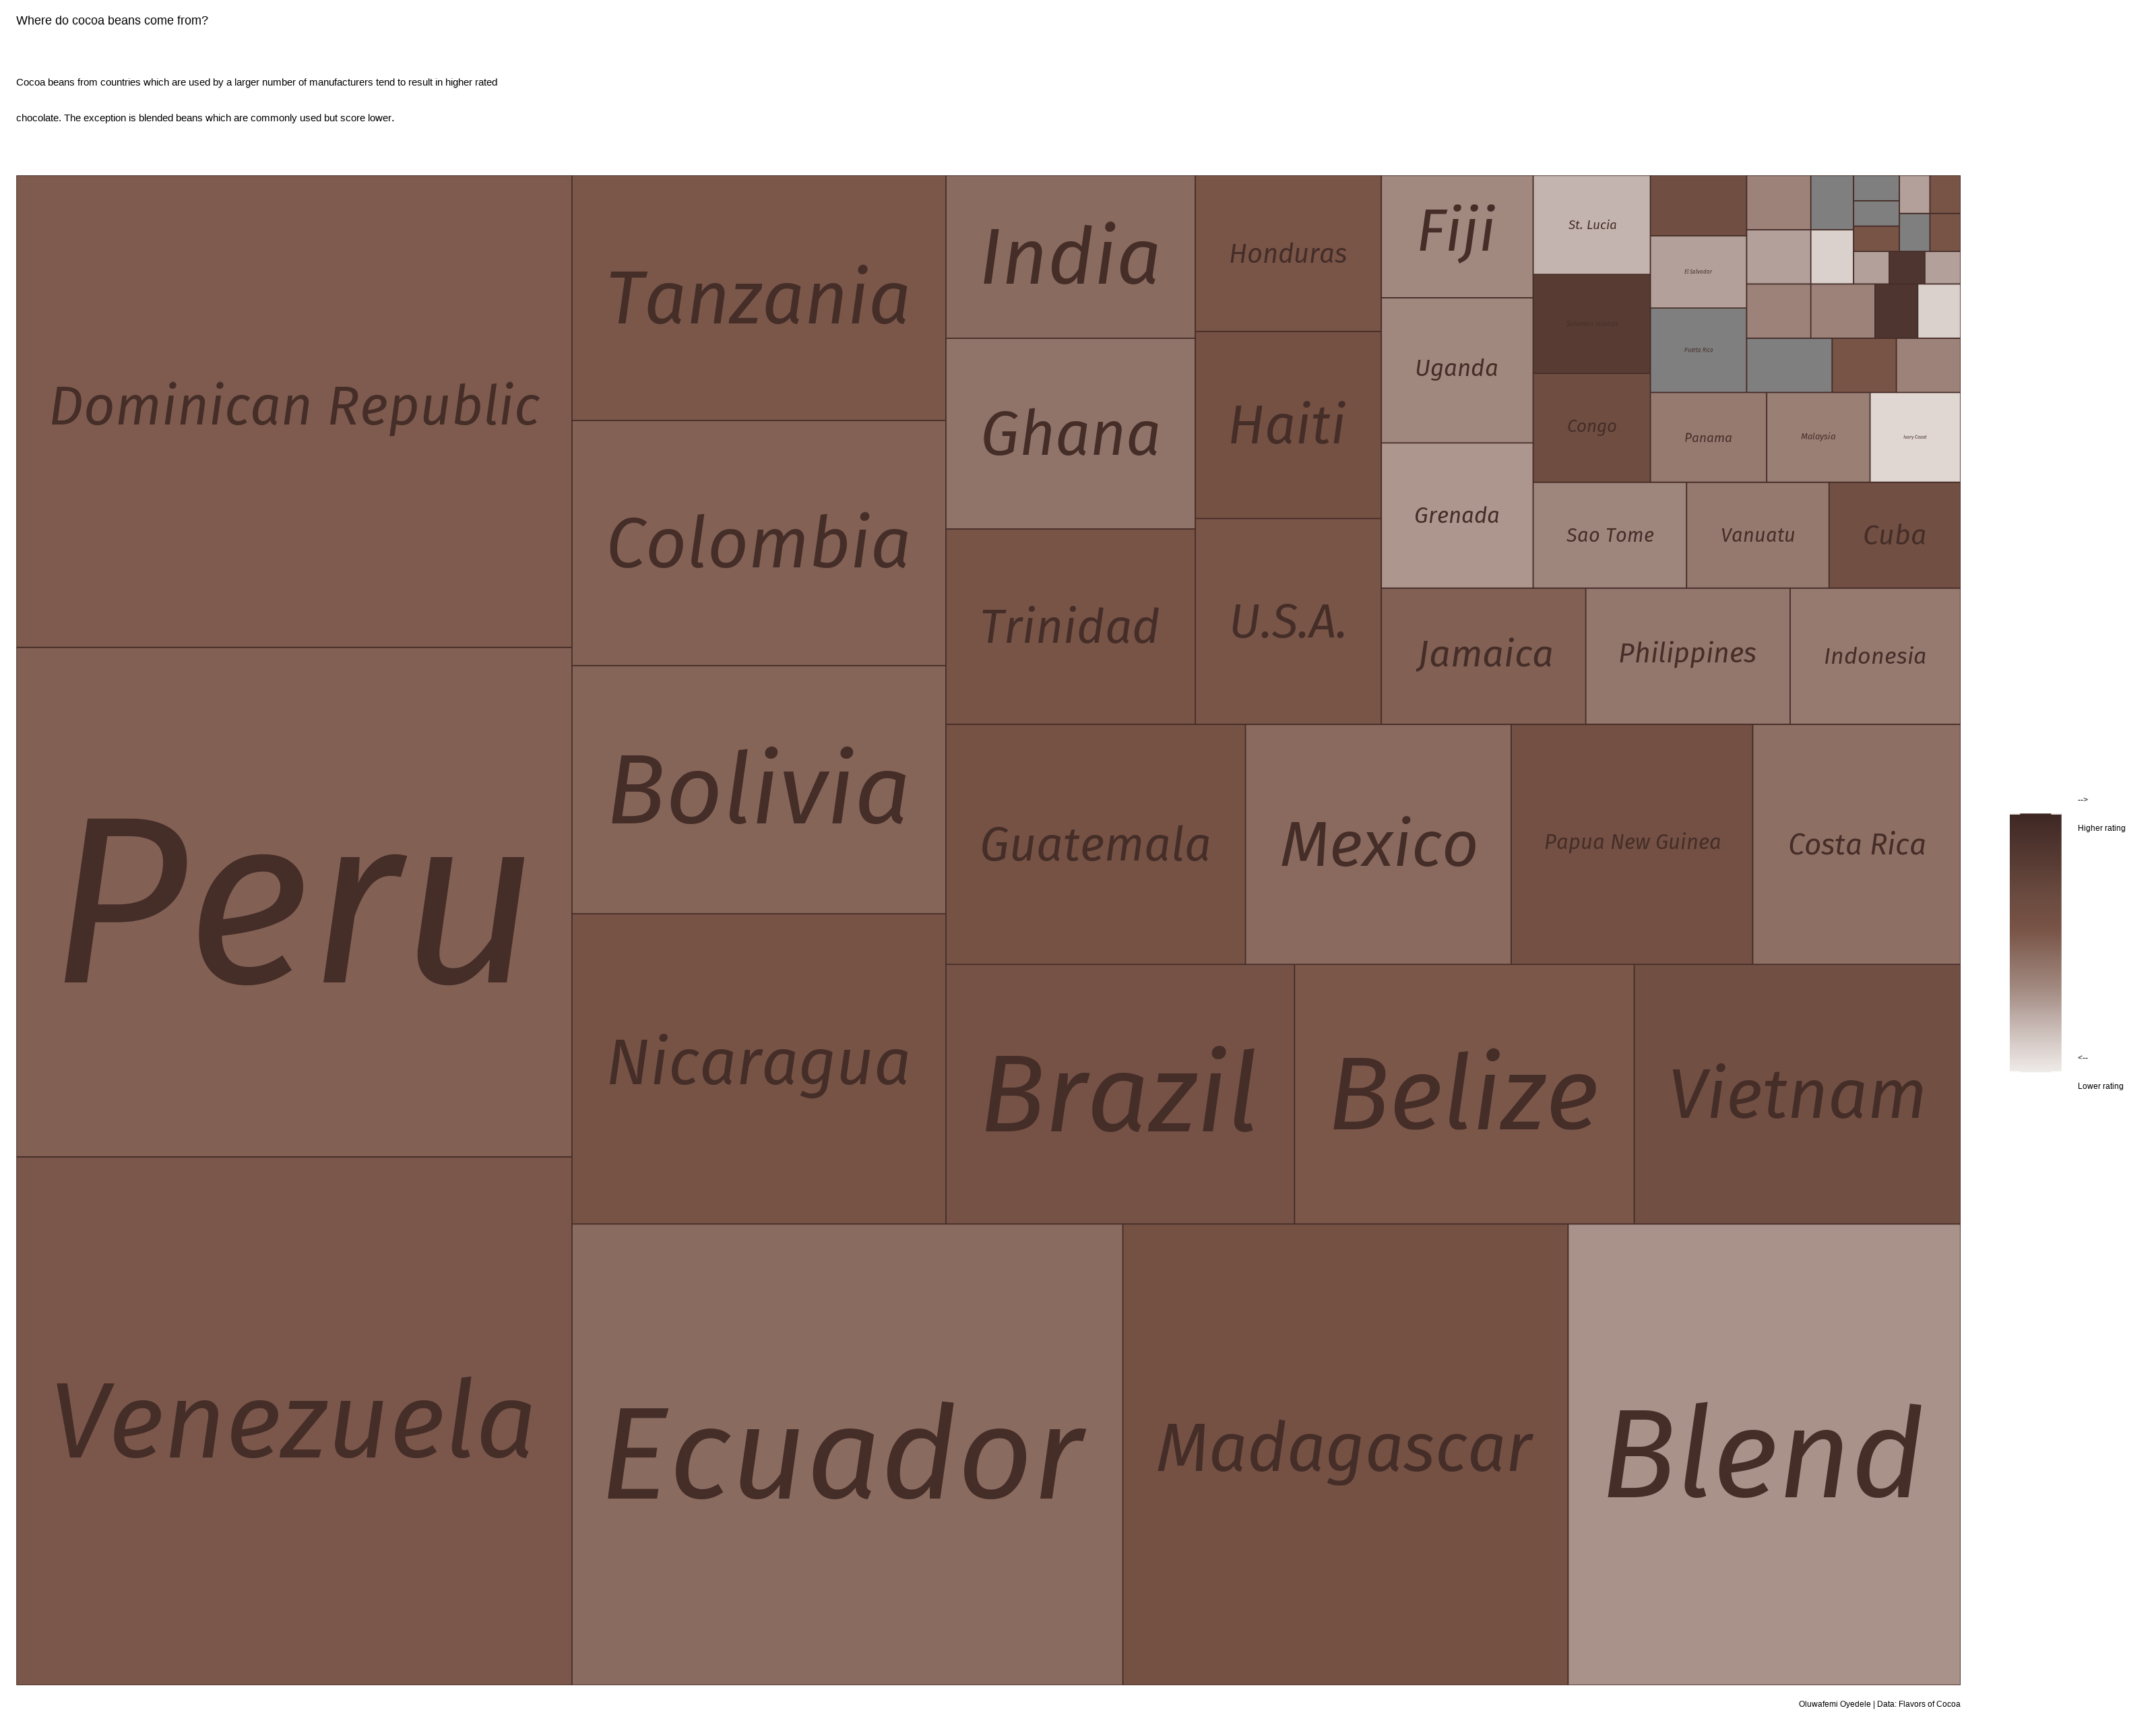 Where do cocoa beans come from?
Cocoa beans from countries which are used by a larger number of manufacturers tend to result in higher rated
chocolate. The exception is blended beans which are commonly used but score lower.
Dominican Republic
Peru
Venezuela
Tanzania
Colombia
Bolivia
Nicaragua
Ecuador
Madagascar
Blend
India
Ghana
Trinidad
Honduras
Haiti
U.S.A.
Guatemala
Mexico
Papua New Guinea
Costa Rica
Brazil
Belize
Vietnam
Fiji
Uganda
Grenada
Jamaica
Philippines
Indonesia
St. Lucia
Solomon Islands
Congo
Sao Tome
Vanuatu
Cuba
El Salvador
Puerto Rico
Panama
Malaysia
Ivory Coast
-->
Higher rating
<--
Lower rating
Oluwafemi Oyedele | Data: Flavors of Cocoa